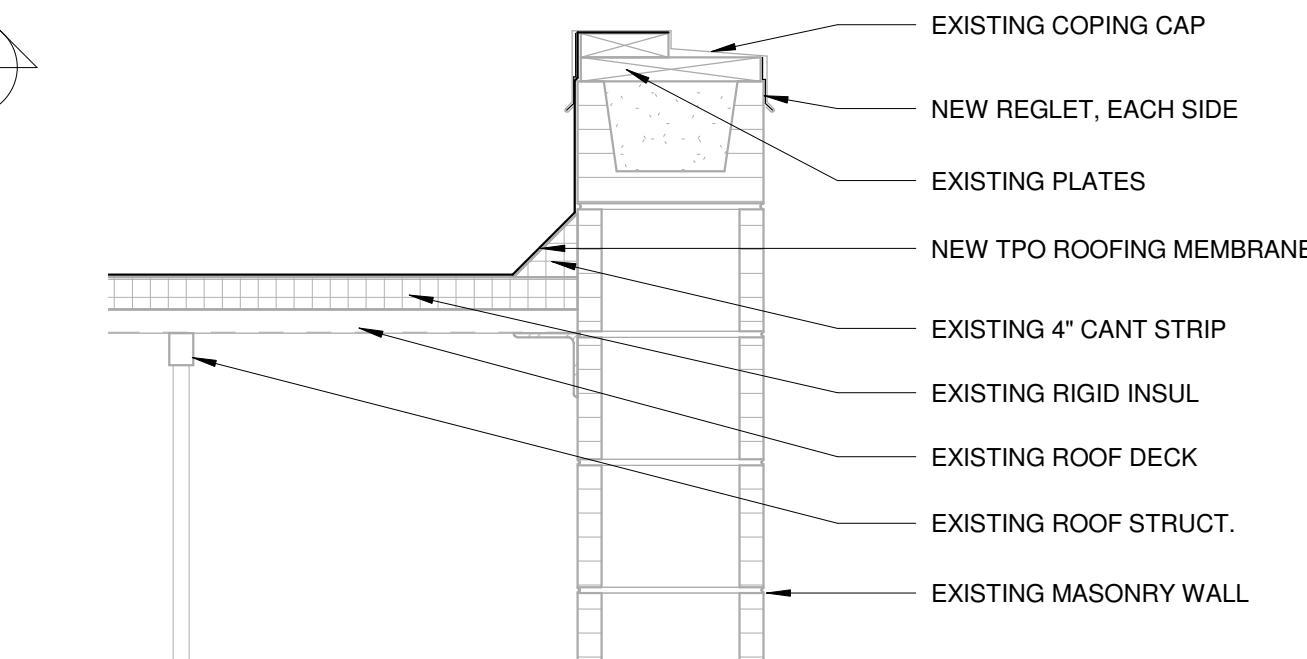 EXISTING COPING CAP
NEW REGLET, EACH SIDE
EXISTING PLATES
NEW TPO ROOFING MEMBRANE
EXISTING 4" CANT STRIP
EXISTING RIGID INSUL
EXISTING ROOF DECK
EXISTING ROOF STRUCT.
EXISTING MASONRY WALL